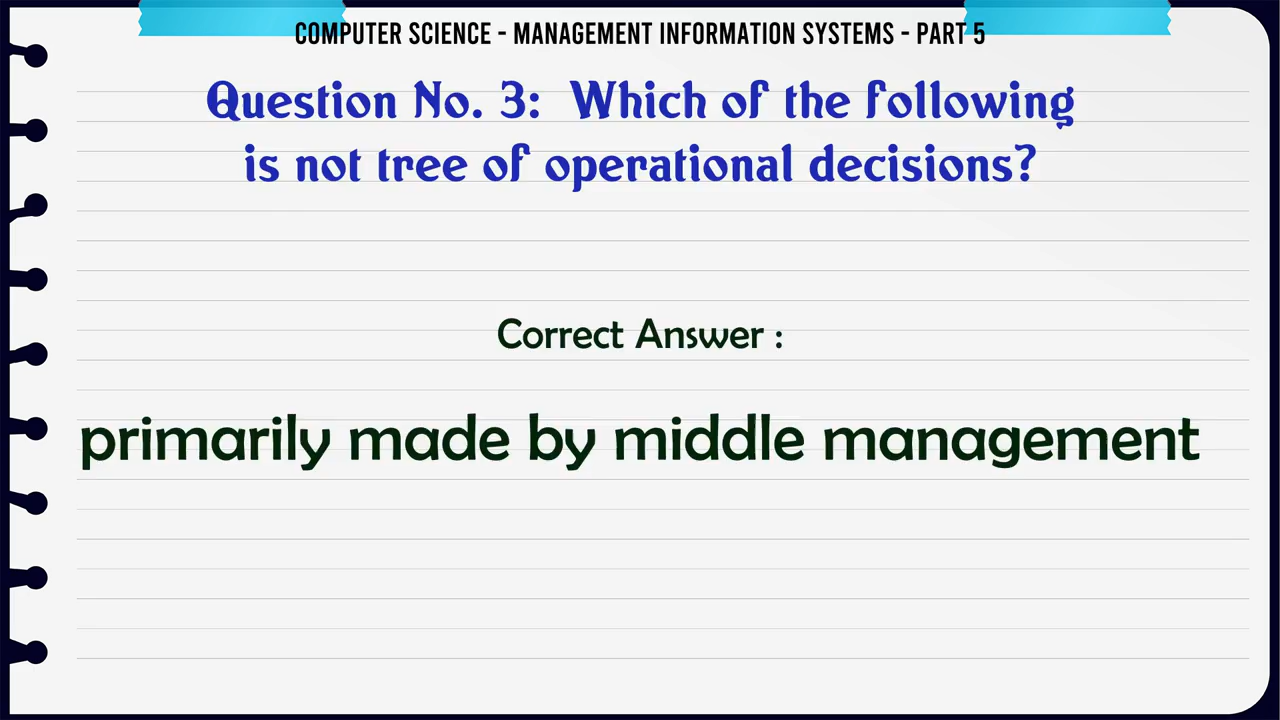 COMPUTER SCIENCE - MANAGEMENT INFORMATION SYSTEMS - PART 5
Question No. 3: Which of the following
is not tree of operational decisions?
Correct Answer :
primarily made by middle management